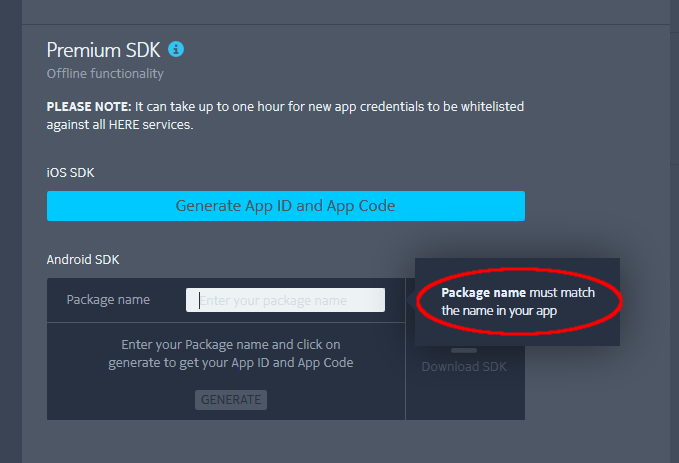 Premium SDK
Offline functionality
PLEASE NOTE: It can take up to one hour for new app credentials to be whitelisted
against all HERE services.
iOS SDK
Generate App ID and App Code
Android SDK
Package name
Enter your package name
Package name must match
the name in your app
Enter your Package name and click on
generate to get your App ID and App Code
GENERATE
Download SDK